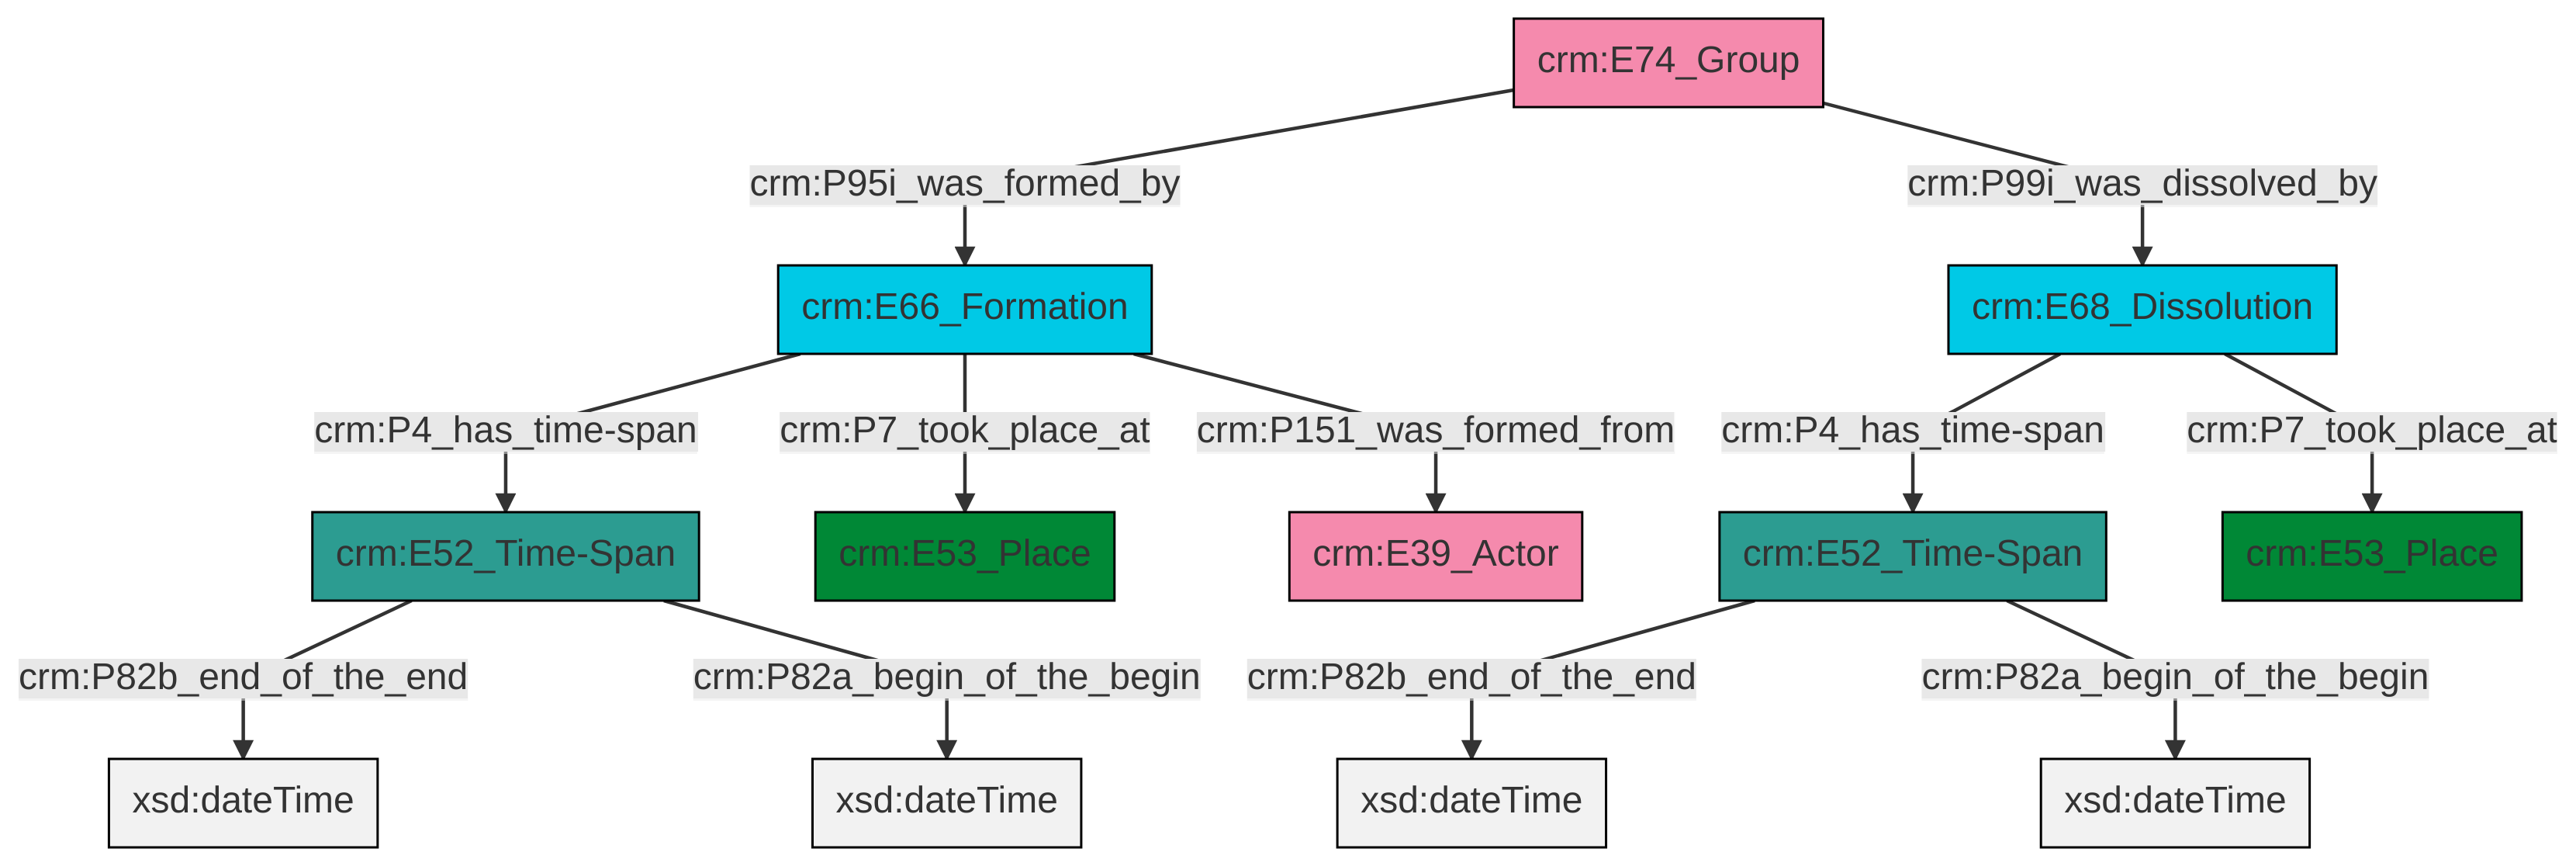 crm:E74_Group
crm:P95i_was_formed_by
crm:P99i_was_dissolved_by
crm:E66_Formation
crm:E68_Dissolution
crm:P4_has_time-span
crm:P7_took_place_at
crm:P151_was_formed_from
crm:P4_has_time-span
crm:P7_took_place_at
crm:E52_Time-Span
crm:E53_Place
crm:E39_Actor
crm:E52_Time-Span
crm:E53_Place
crm:P82b_end_of_the_end
crm:P82a_begin_of_the_begin
crm:P82b_end_of_the_end
crm:P82a_begin_of_the_begin
xsd:dateTime
xsd:dateTime
xsd:dateTime
xsd:dateTime